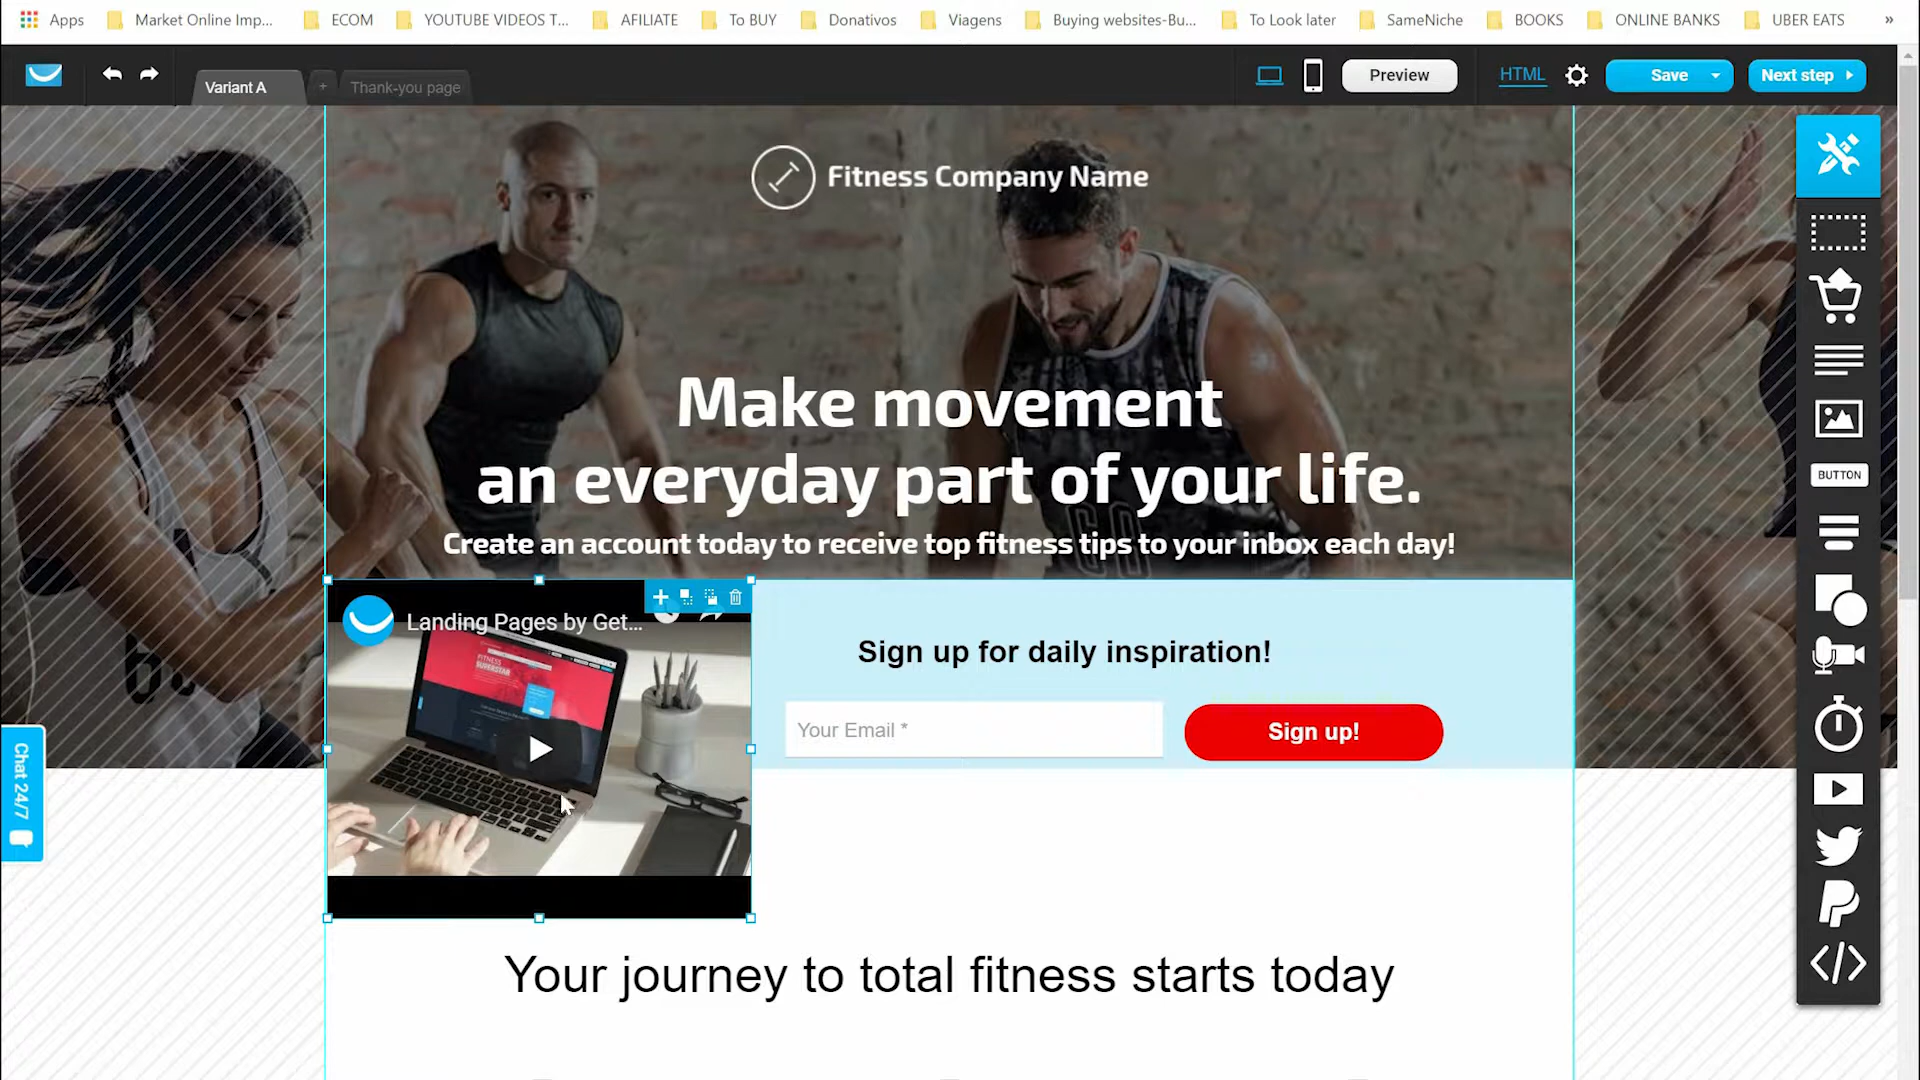 Apps
Market Online Imp...
ECOM
YOUTUBE VIDEOS T...
AFILIATE
To BUY
Donativos
Viagens
Buying websites-Bu...
To Look later
SameNiche
BOOKS
ONLINE BANKS
UBER EATS
»
Variant A
+
Thank-you page
Preview
HTML
Save
Next step
Fitness Company Name
Make movement
an everyday part of your life.
Create an account today to receive top fitness tips to your inbox each day!
BUTTON
Landing Pages by Get...
FITNESS
SUPERSTAR
Sign up for daily inspiration!
Your Email *
Sign up!
Chat 24/7
Your journey to total fitness starts today